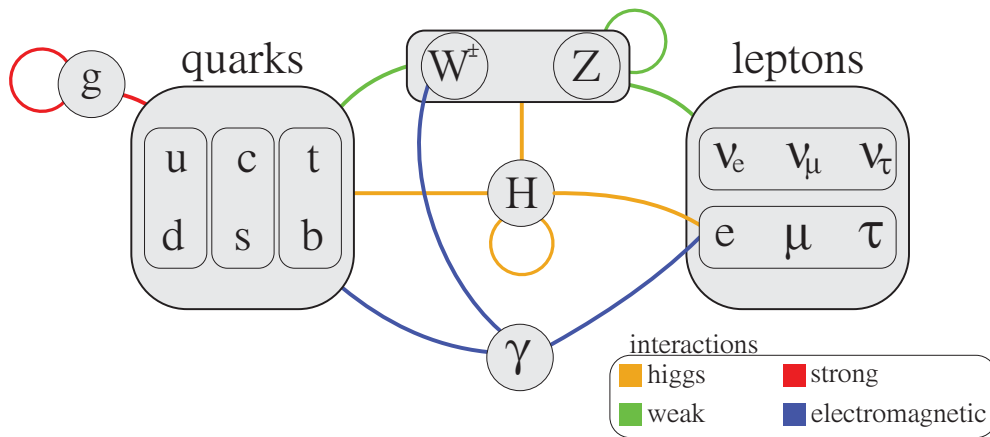 quarks
leptons
g
W±
Z
u c t
d s b
H
νe νμ ντ
e μ τ
γ
interactions
higgs
strong
weak
electromagnetic